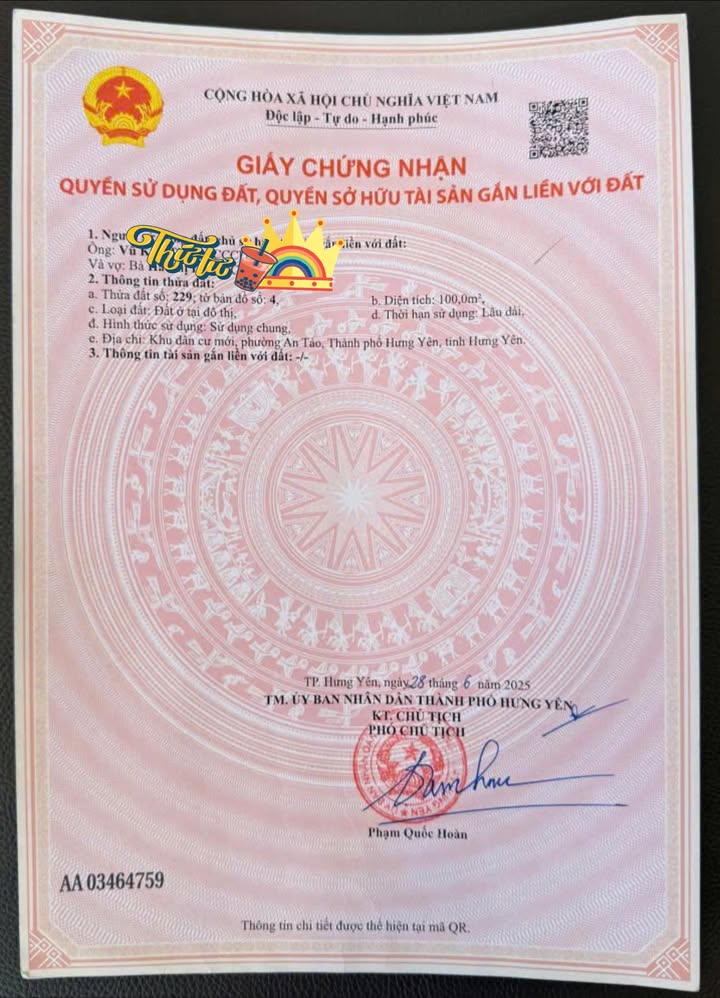 CỘNG HÒA XÃ HỘI CHỦ NGHĨA VIỆT NAM
Độc lập - Tự do - Hạnh phúc
GIẤY CHỨNG NHẬN
QUYỀN SỬ DỤNG ĐẤT, QUYỀN SỞ HỮU TÀI SẢN GẮN LIỀN VỚI ĐẤT
1. liền với đất:
Ông: Vũ
Và vợ: Bà
2. Thông tin thửa đất:
a. Thửa đất số: 229; tờ bản đồ số: 4, b. Diện tích: 100,0m²,
c. Loại đất: Đất ở tại đô thị, d. Thời hạn sử dụng: Lâu dài,
đ. Hình thức sử dụng: Sử dụng chung,
e. Địa chỉ: Khu dân cư mới, phường An Tảo, Thành phố Hưng Yên, tỉnh Hưng Yên.
3. Thông tin tài sản gắn liền với đất: -/-
TP. Hưng Yên, ngày 28 tháng 6 năm 2025
TM. ỦY BAN NHÂN DÂN THÀNH PHỐ HƯNG YÊN
KT. CHỦ TỊCH
PHÓ CHỦ TỊCH
Phạm Quốc Hoàn
AA 03464759
Thông tin chi tiết được thể hiện tại mã QR.